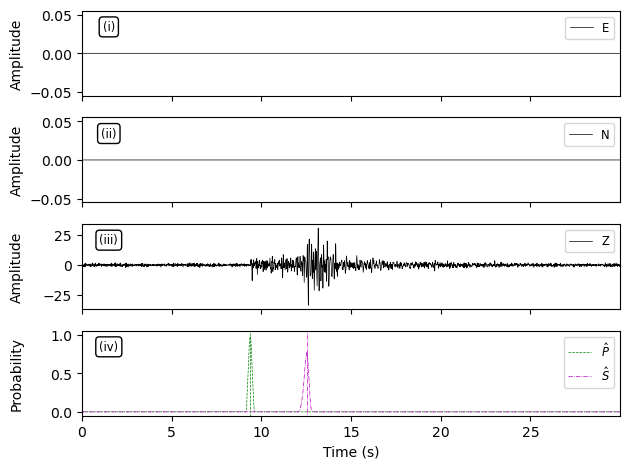 (i)
E
Amplitude
0.05
0.00
−0.05
(ii)
N
Amplitude
0.05
0.00
−0.05
(iii)
Z
Amplitude
25
0
−25
(iv)
P̂
Ŝ
Probability
1.0
0.5
0.0
0 5 10 15 20 25
Time (s)